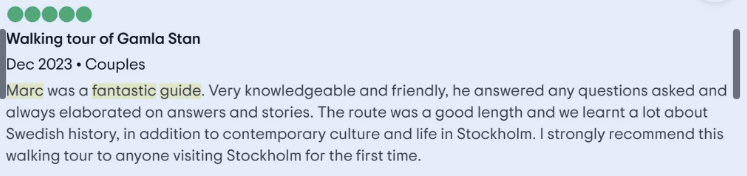 Walking tour of Gamla Stan
Dec 2023 • Couples
Marc was a fantastic guide. Very knowledgeable and friendly, he answered any questions asked and
always elaborated on answers and stories. The route was a good length and we learnt a lot about
Swedish history, in addition to contemporary culture and life in Stockholm. I strongly recommend this
walking tour to anyone visiting Stockholm for the first time.